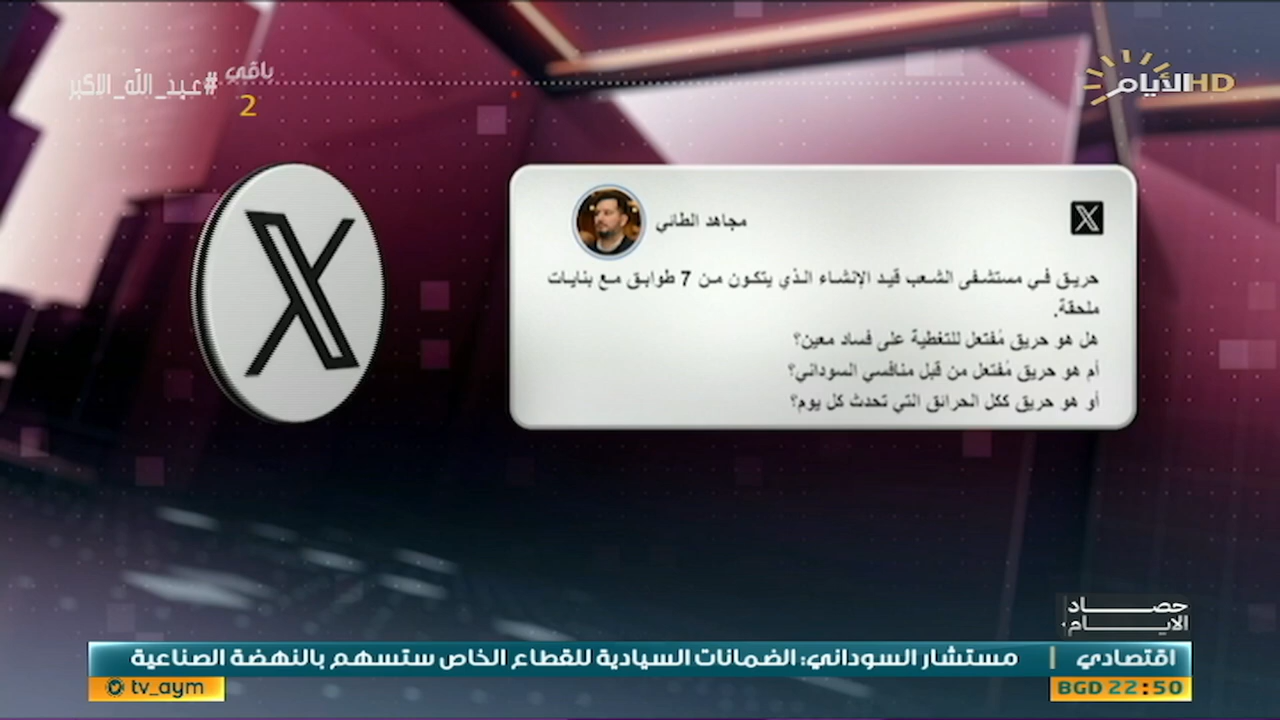 باقي
#عيد_الله_الاكبر
2
الأيام HD
مجاهد الطائي
حريق في مستشفى الشعب قيد الإنشاء الذي يتكون من 7 طوابق مع بنايات
ملحقة.
هل هو حريق مُفتعل للتغطية على فساد معين؟
أم هو حريق مُفتعل من قبل منافسي السوداني؟
أو هو حريق ككل الحرائق التي تحدث كل يوم؟
حصاد
الايام
اقتصادي | مستشار السوداني: الضمانات السيادية للقطاع الخاص ستسهم بالنهضة الصناعية
tv_aym
BGD 22:50